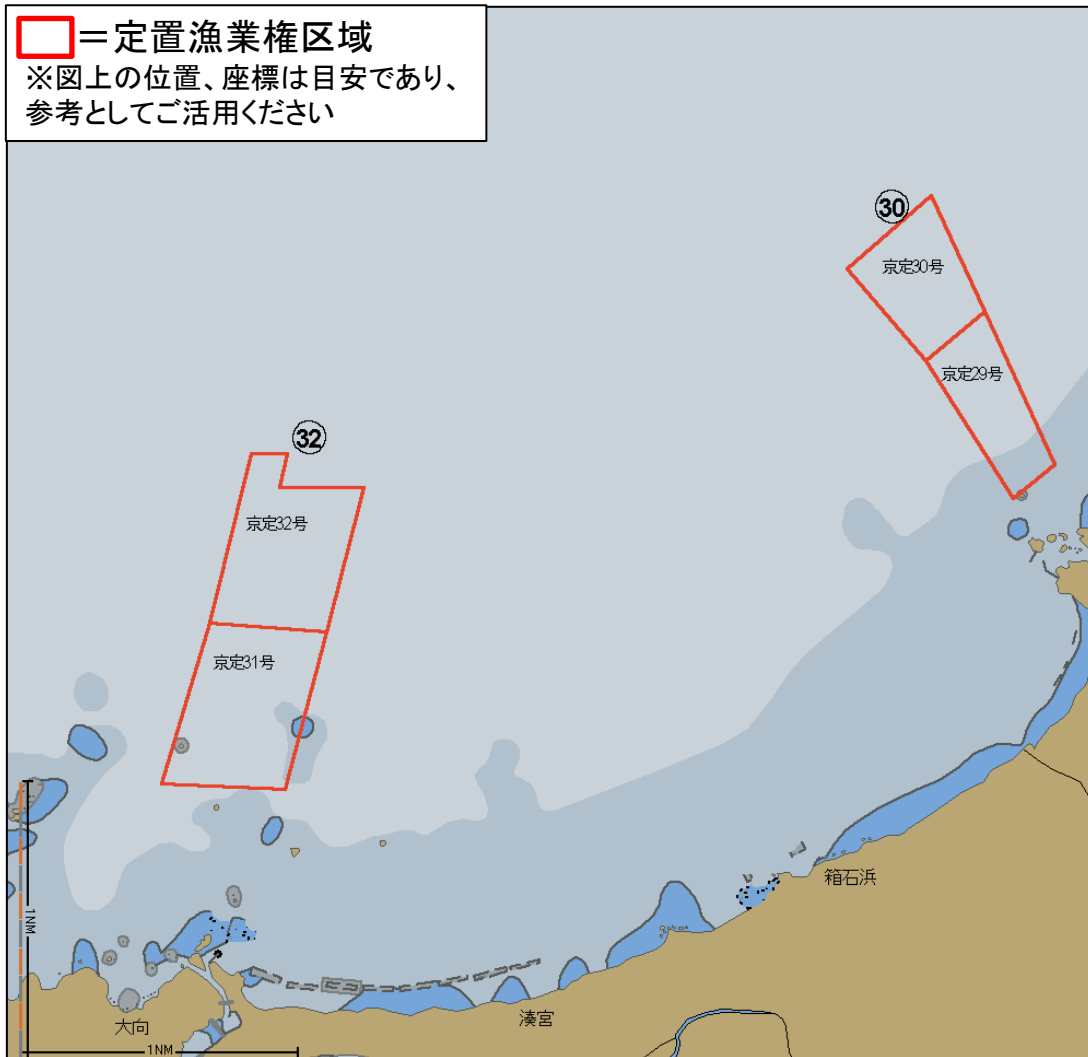 ＝定置漁業権区域
※図上の位置、座標は目安であり、
参考としてご活用ください
30
京定30号
京定29号
32
京定32号
京定31号
箱石浜
1NM
湊宮
大向
1NM